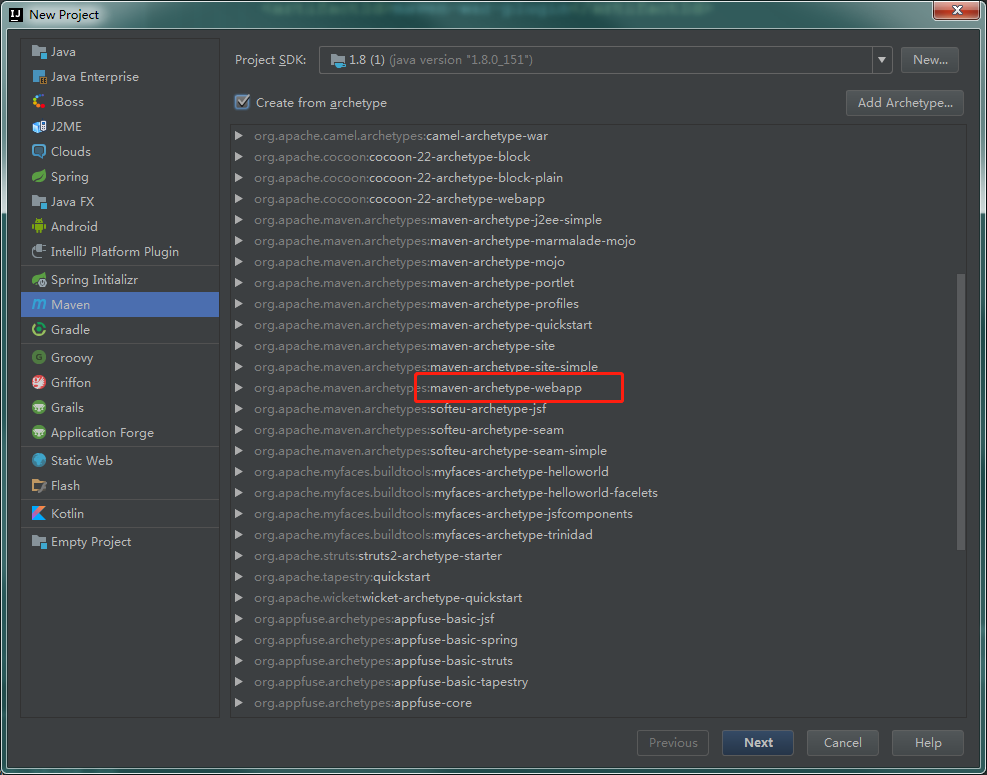 New Project
Java
Java Enterprise
JBoss
J2ME
Clouds
Spring
Java FX
Android
IntelliJ Platform Plugin
Spring Initializr
Maven
Gradle
Groovy
Griffon
Grails
Application Forge
Static Web
Flash
Kotlin
Empty Project
Project SDK: 1.8 (1) (java version "1.8.0_151") New...
Create from archetype Add Archetype...
org.apache.camel.archetypes:camel-archetype-war
org.apache.cocoon:cocoon-22-archetype-block
org.apache.cocoon:cocoon-22-archetype-block-plain
org.apache.cocoon:cocoon-22-archetype-webapp
org.apache.maven.archetypes:maven-archetype-j2ee-simple
org.apache.maven.archetypes:maven-archetype-marmalade-mojo
org.apache.maven.archetypes:maven-archetype-mojo
org.apache.maven.archetypes:maven-archetype-portlet
org.apache.maven.archetypes:maven-archetype-profiles
org.apache.maven.archetypes:maven-archetype-quickstart
org.apache.maven.archetypes:maven-archetype-site
org.apache.maven.archetypes:maven-archetype-site-simple
org.apache.maven.archetypes:maven-archetype-webapp
org.apache.maven.archetypes:softeu-archetype-jsf
org.apache.maven.archetypes:softeu-archetype-seam
org.apache.maven.archetypes:softeu-archetype-seam-simple
org.apache.myfaces.buildtools:myfaces-archetype-helloworld
org.apache.myfaces.buildtools:myfaces-archetype-helloworld-facelets
org.apache.myfaces.buildtools:myfaces-archetype-jsfcomponents
org.apache.myfaces.buildtools:myfaces-archetype-trinidad
org.apache.struts:struts2-archetype-starter
org.apache.tapestry:quickstart
org.apache.wicket:wicket-archetype-quickstart
org.appfuse.archetypes:appfuse-basic-jsf
org.appfuse.archetypes:appfuse-basic-spring
org.appfuse.archetypes:appfuse-basic-struts
org.appfuse.archetypes:appfuse-basic-tapestry
org.appfuse.archetypes:appfuse-core
Previous Next Cancel Help